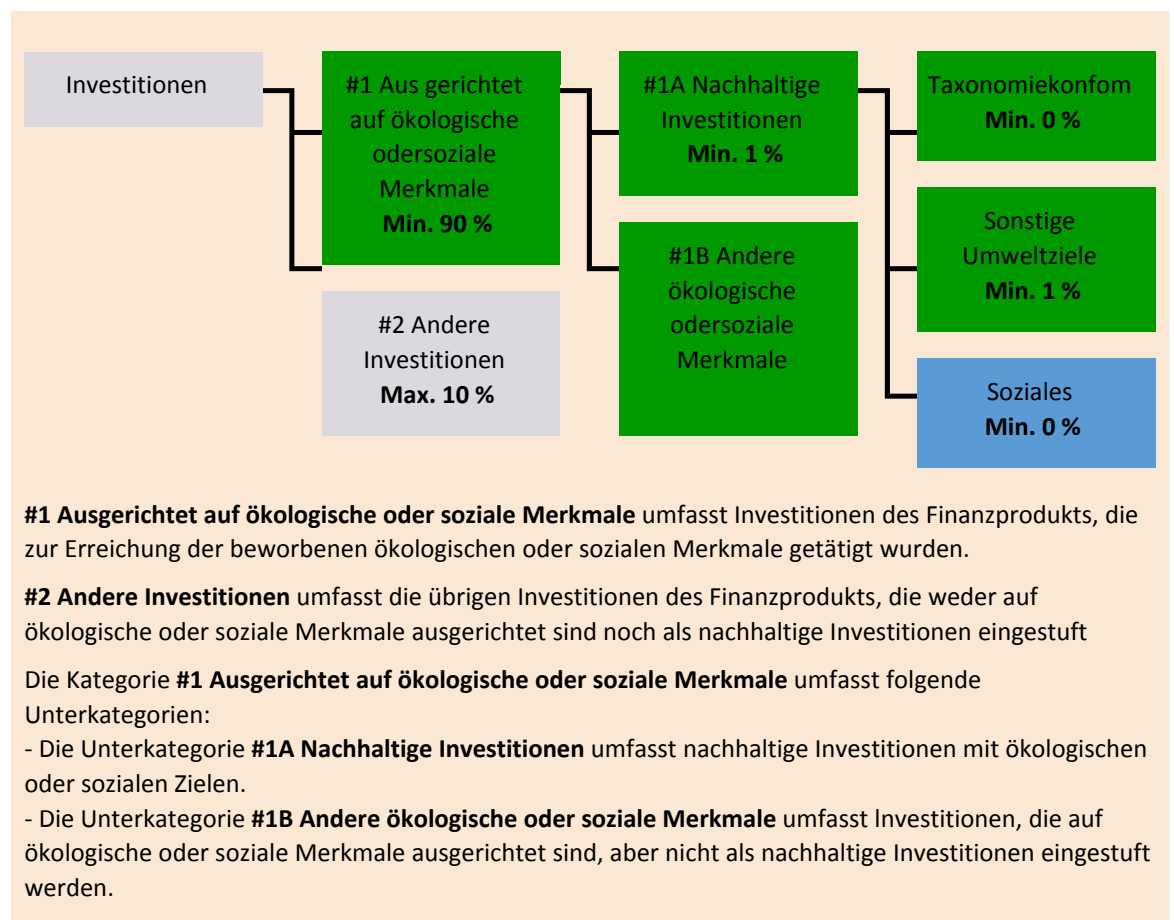 Investitionen
#1 Aus gerichtet
auf ökologische
odersoziale
Merkmale
Min. 90 %
#2 Andere
Investitionen
Max. 10 %
#1A Nachhaltige
Investitionen
Min. 1 %
#1B Andere
ökologische
odersoziale
Merkmale
Taxonomiekonfom
Min. 0 %
Sonstige
Umweltziele
Min. 1 %
Soziales
Min. 0 %
#1 Ausgerichtet auf ökologische oder soziale Merkmale umfasst Investitionen des Finanzprodukts, die
zur Erreichung der beworbenen ökologischen oder sozialen Merkmale getätigt wurden.
#2 Andere Investitionen umfasst die übrigen Investitionen des Finanzprodukts, die weder auf
ökologische oder soziale Merkmale ausgerichtet sind noch als nachhaltige Investitionen eingestuft
Die Kategorie #1 Ausgerichtet auf ökologische oder soziale Merkmale umfasst folgende
Unterkategorien:
- Die Unterkategorie #1A Nachhaltige Investitionen umfasst nachhaltige Investitionen mit ökologischen
oder sozialen Zielen.
- Die Unterkategorie #1B Andere ökologische oder soziale Merkmale umfasst lnvestitionen, die auf
ökologische oder soziale Merkmale ausgerichtet sind, aber nicht als nachhaltige Investitionen eingestuft
werden.